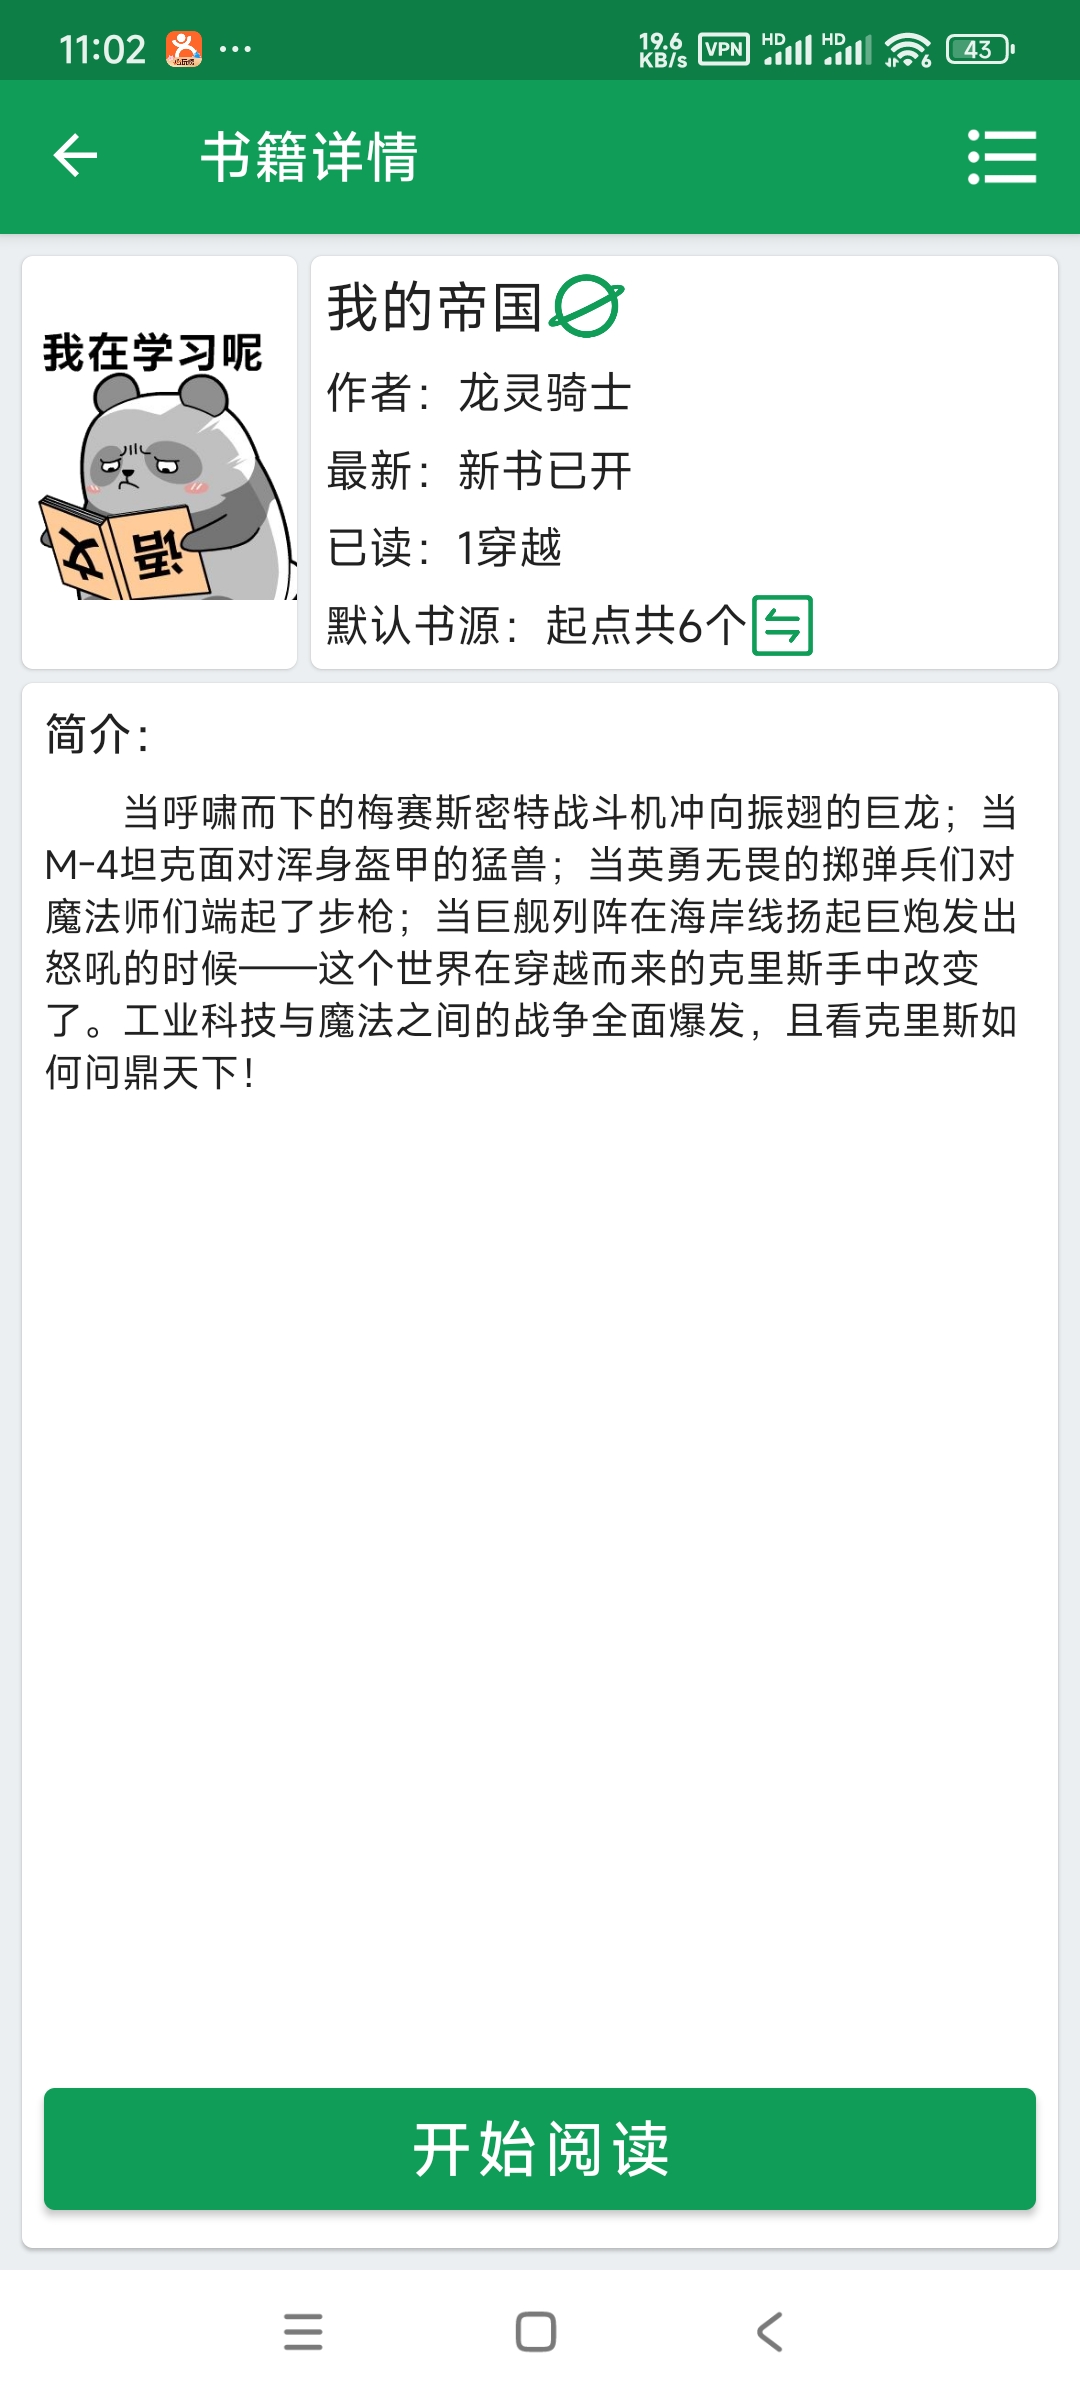 11:02
19.6 KB/s VPN HD HD 6 43
书籍详情
我在学习呢
语文
我的帝国
作者：龙灵骑士
最新：新书已开
已读：1穿越
默认书源：起点共6个
简介：
当呼啸而下的梅赛斯密特战斗机冲向振翅的巨龙；当
M-4坦克面对浑身盔甲的猛兽；当英勇无畏的掷弹兵们对
魔法师们端起了步枪；当巨舰列阵在海岸线扬起巨炮发出
怒吼的时候——这个世界在穿越而来的克里斯手中改变
了。工业科技与魔法之间的战争全面爆发，且看克里斯如
何问鼎天下！
开始阅读